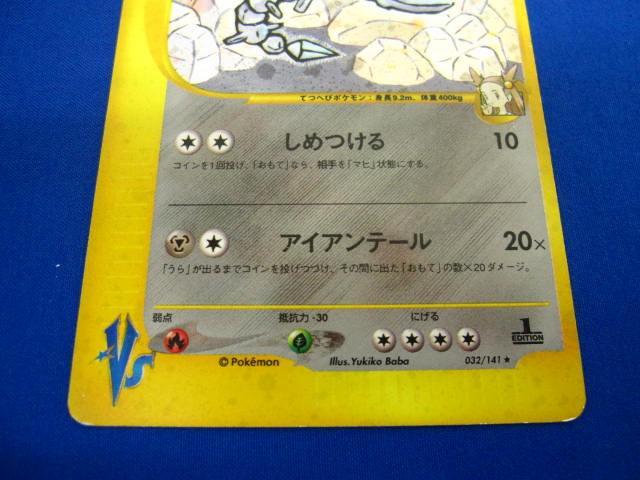 てつへびポケモン：身長9.2m、体重400kg
しめつける 10
コインを1回投げ、「おもて」なら、相手を「マヒ」状態にする。
アイアンテール 20×
「うら」が出るまでコインを投げつづけ、その間に出た「おもて」の数×20ダメージ。
弱点 抵抗力 -30 にげる
1 EDITION
VS
© Pokémon Illus. Yukiko Baba 032/141 ★